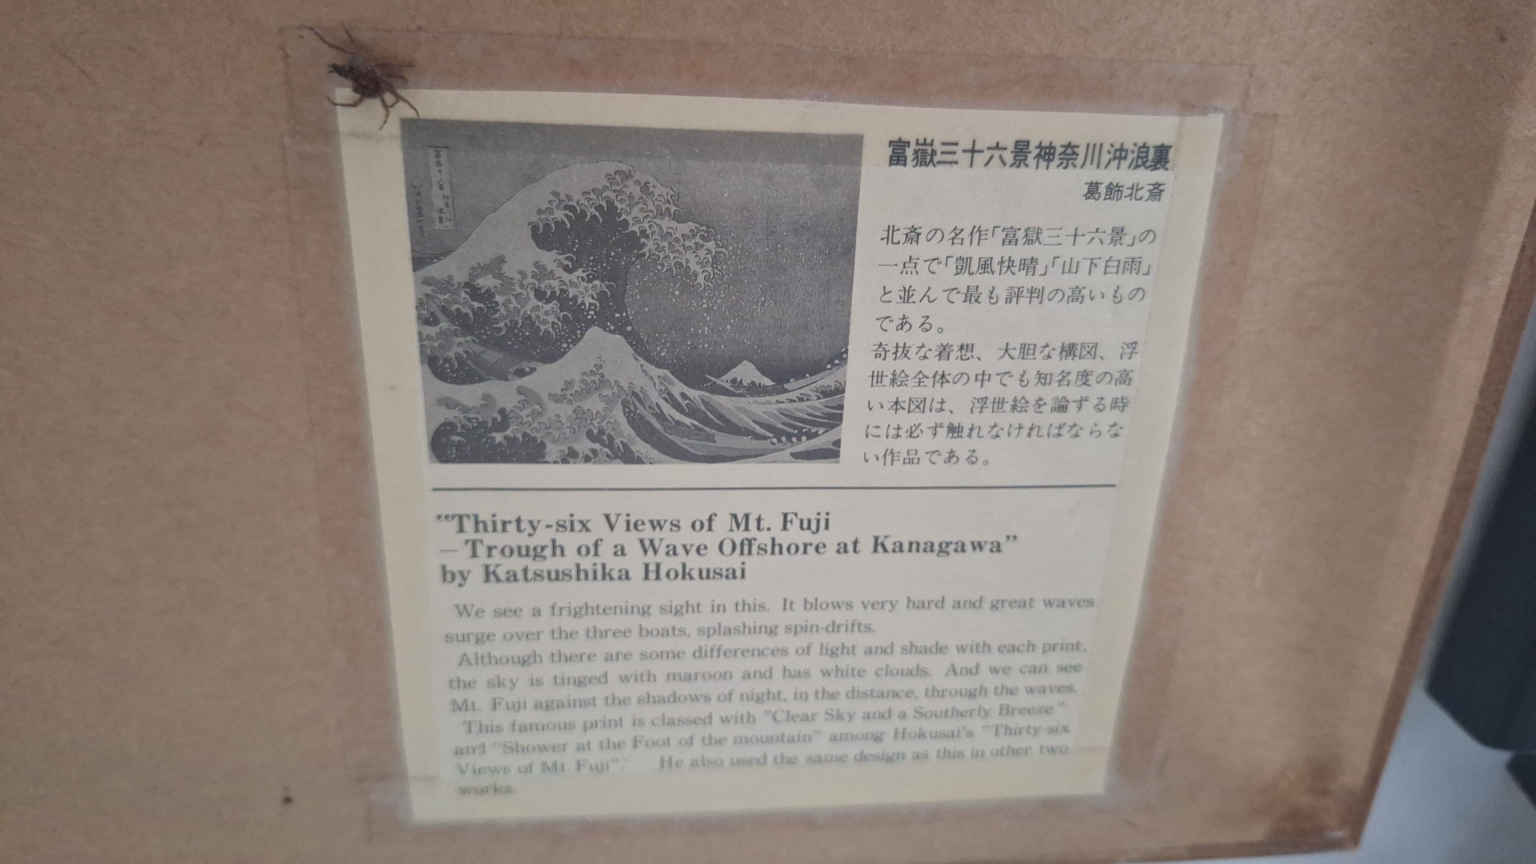 富嶽三十六景神奈川沖浪裏
葛飾北斎
北斎の名作「富嶽三十六景」の
一点で「凱風快晴」「山下白雨」
と並んで最も評判の高いもの
である。
奇抜な着想、大胆な構図、浮
世絵全体の中でも知名度の高
い本図は、浮世絵を論ずる時
には必ず触れなければならな
い作品である。
"Thirty-six Views of Mt. Fuji
—Trough of a Wave Offshore at Kanagawa"
by Katsushika Hokusai
We see a frightening sight in this. It blows very hard and great waves
surge over the three boats, splashing spin-drifts.
Although there are some differences of light and shade with each print,
the sky is tinged with maroon and has white clouds. And we can see
Mt. Fuji against the shadows of night, in the distance, through the waves.
This famous print is classed with "Clear Sky and a Southerly Breeze"
and "Shower at the Foot of the mountain" among Hokusai's "Thirty-six
Views of Mt Fuji". He also used the same design as this in other two
works.